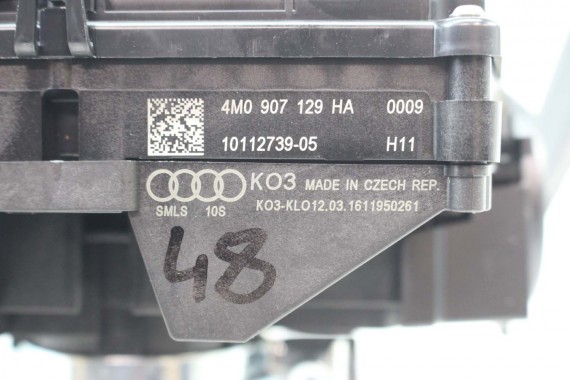 4M0 907 129 HA 0009
10112739-05 H11
KO3 MADE IN CZECH REP.
SMLS 10S KO3-KLO12.03.1611950261
48